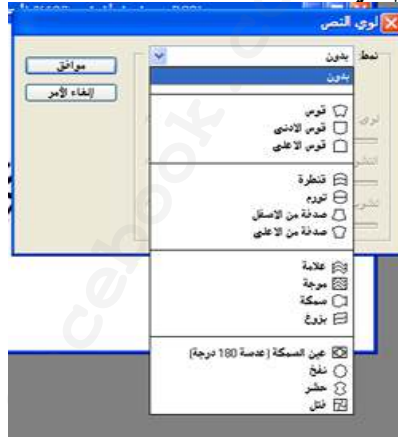 لوي النص
نمط: بدون
موافق
إلغاء الأمر
بدون
قوس
قوس الادنى
قوس الاعلى
قنطرة
تورم
صدفة من الاسفل
صدفة من الاعلى
علامة
موجة
سمكة
بزوغ
عين السمكة (عدسة 180 درجة)
نفخ
حشر
فتل